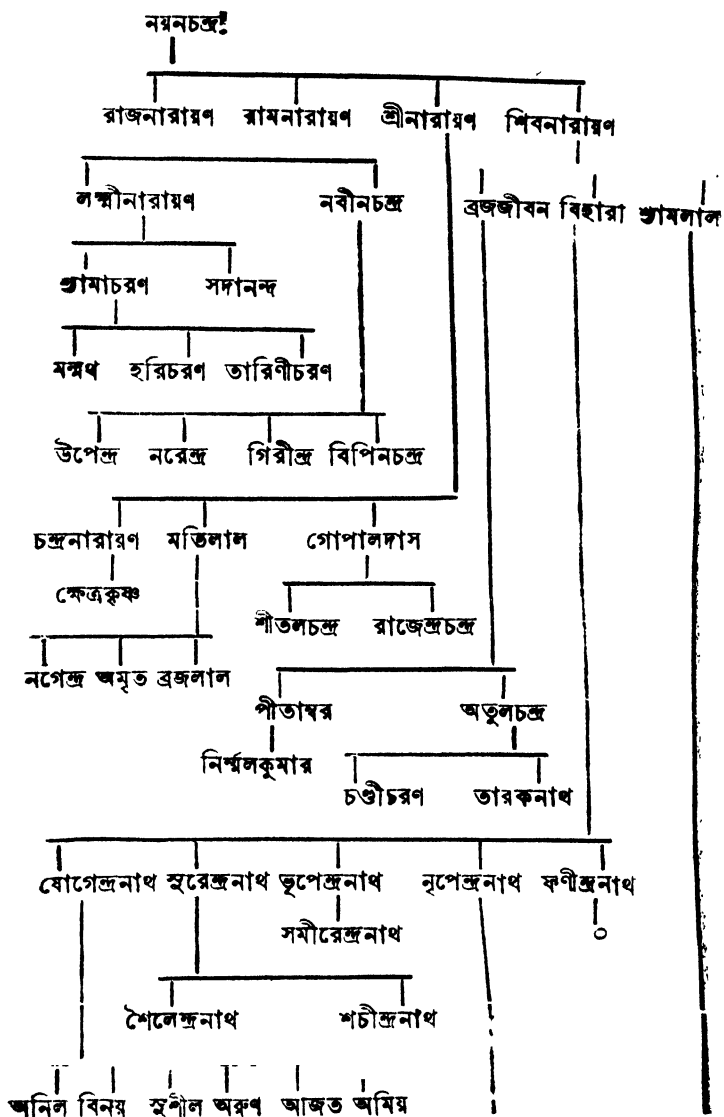 নয়নচন্দ্র
রাজনারায়ণ রামনারায়ণ শ্রীনারায়ণ শিবনারায়ণ
লক্ষ্মীনারায়ণ নবীনচন্দ্র ব্রজজীবন বিহারা শ্যামলাল
শ্যামাচরণ সদানন্দ
মন্মথ হরিচরণ তারিণীচরণ
উপেন্দ্র নরেন্দ্র গিরীন্দ্র বিপিনচন্দ্র
চন্দ্রনারায়ণ মতিলাল গোপালদাস
ক্ষেত্রকৃষ্ণ
শীতলচন্দ্র রাজেন্দ্রচন্দ্র
নগেন্দ্র অমৃত ব্রজলাল
পীতাম্বর অতুলচন্দ্র
নির্ম্মলকুমার
চণ্ডীচরণ তারকনাথ
যোগেন্দ্রনাথ সুরেন্দ্রনাথ ভূপেন্দ্রনাথ নৃপেন্দ্রনাথ ফণীন্দ্রনাথ
সমীরেন্দ্রনাথ ০
শৈলেন্দ্রনাথ শচীন্দ্রনাথ
অনিল বিনয় সুশীল অরুণ আজত অমিয়